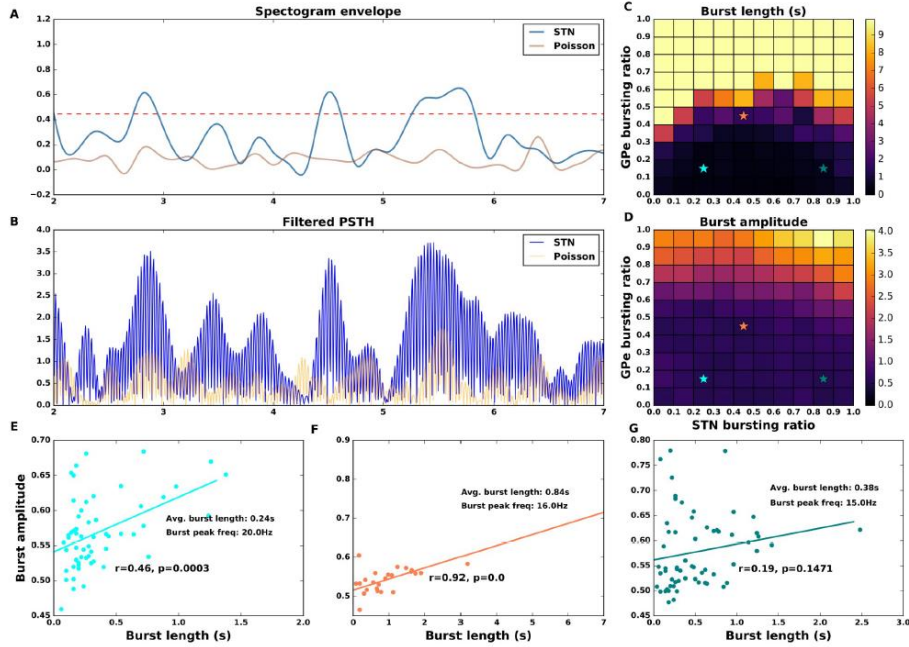 A
Spectogram envelope
STN
Poisson
1.2
1.0
0.8
0.6
0.4
0.2
0.0
−0.2
2 3 4 5 6 7
B
Filtered PSTH
STN
Poisson
4.0
3.5
3.0
2.5
2.0
1.5
1.0
0.5
0.0
2 3 4 5 6 7
C
Burst length (s)
GPe bursting ratio
1.0
0.9
0.8
0.7
0.6
0.5
0.4
0.3
0.2
0.1
0.0
0.0 0.1 0.2 0.3 0.4 0.5 0.6 0.7 0.8 0.9 1.0
9
8
7
6
5
4
3
2
1
0
D
Burst amplitude
GPe bursting ratio
1.0
0.9
0.8
0.7
0.6
0.5
0.4
0.3
0.2
0.1
0.0
0.0 0.1 0.2 0.3 0.4 0.5 0.6 0.7 0.8 0.9 1.0
STN bursting ratio
4.0
3.5
3.0
2.5
2.0
1.5
1.0
0.5
0.0
E
Burst amplitude
0.70
0.65
0.60
0.55
0.50
0.45
Avg. burst length: 0.24s
Burst peak freq: 20.0Hz
r=0.46, p=0.0003
0.0 0.5 1.0 1.5 2.0
Burst length (s)
F
0.9
0.8
0.7
0.6
0.5
0.4
Avg. burst length: 0.84s
Burst peak freq: 16.0Hz
r=0.92, p=0.0
0 1 2 3 4 5 6 7
Burst length (s)
G
0.80
0.75
0.70
0.65
0.60
0.55
0.50
0.45
Avg. burst length: 0.38s
Burst peak freq: 15.0Hz
r=0.19, p=0.1471
0.0 0.5 1.0 1.5 2.0 2.5 3.0
Burst length (s)